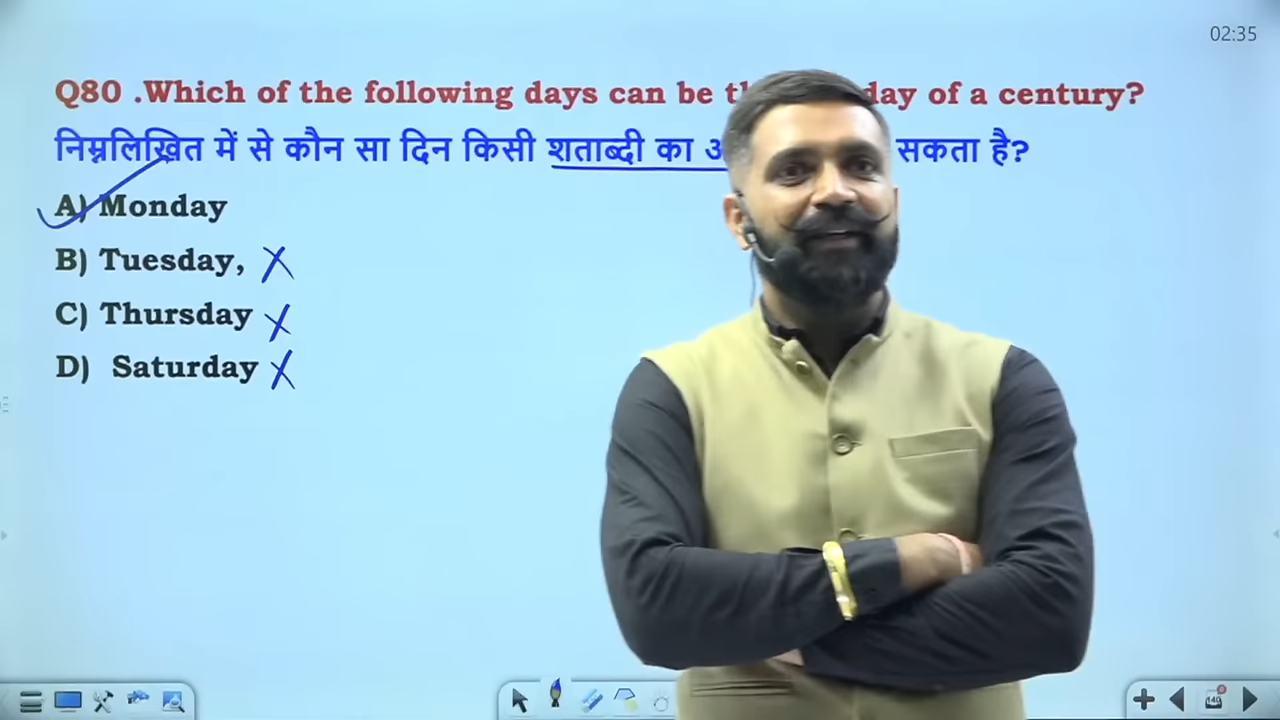 02:35
Q80 .Which of the following days can be day of a century?
निम्नलिखित में से कौन सा दिन किसी शताब्दी का सकता है?
A) Monday
B) Tuesday,
C) Thursday
D) Saturday